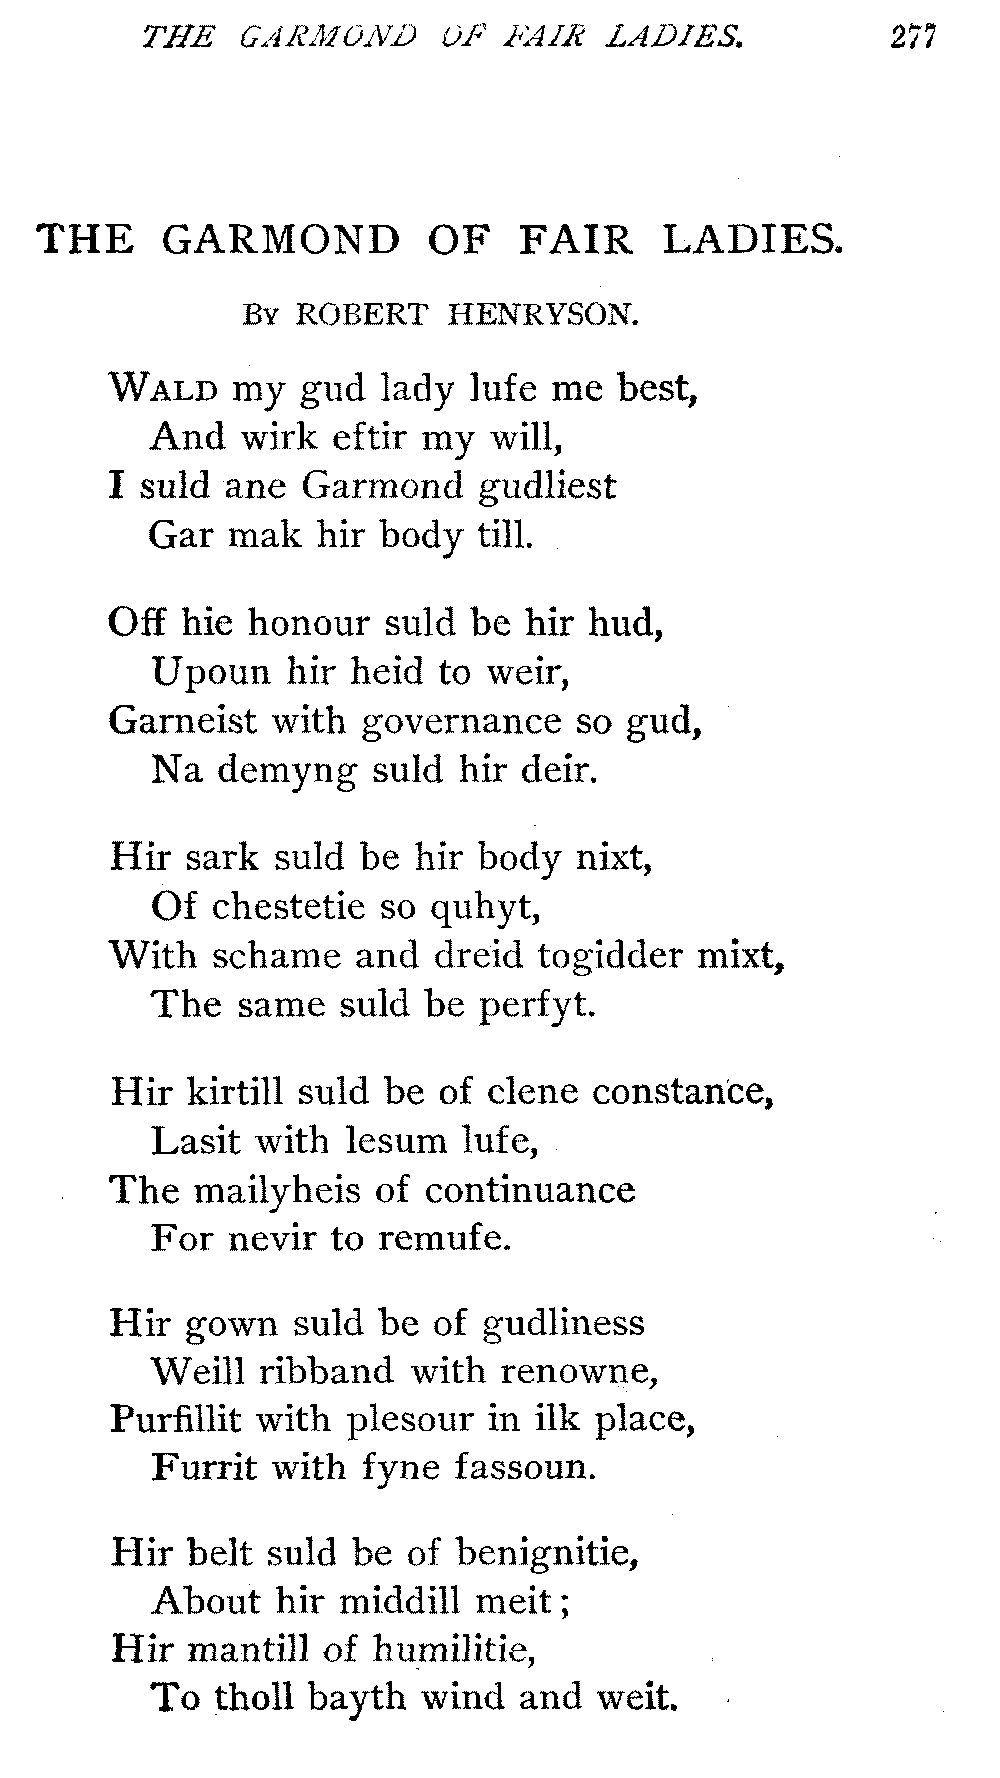 THE GARMOND OF FAIR LADIES. 277
THE GARMOND OF FAIR LADIES.
By ROBERT HENRYSON.
WALD my gud lady lufe me best,
And wirk eftir my will,
I suld ane Garmond gudliest
Gar mak hir body till.
Off hie honour suld be hir hud,
Upoun hir heid to weir,
Garneist with governance so gud,
Na demyng suld hir deir.
Hir sark suld be hir body nixt,
Of chestetie so quhyt,
With schame and dreid togidder mixt,
The same suld be perfyt.
Hir kirtill suld be of clene constance,
Lasit with lesum lufe,
The mailyheis of continuance
For nevir to remufe.
Hir gown suld be of gudliness
Weill ribband with renowne,
Purfillit with plesour in ilk place,
Furrit with fyne fassoun.
Hir belt suld be of benignitie,
About hir middill meit;
Hir mantill of humilitie,
To tholl bayth wind and weit.